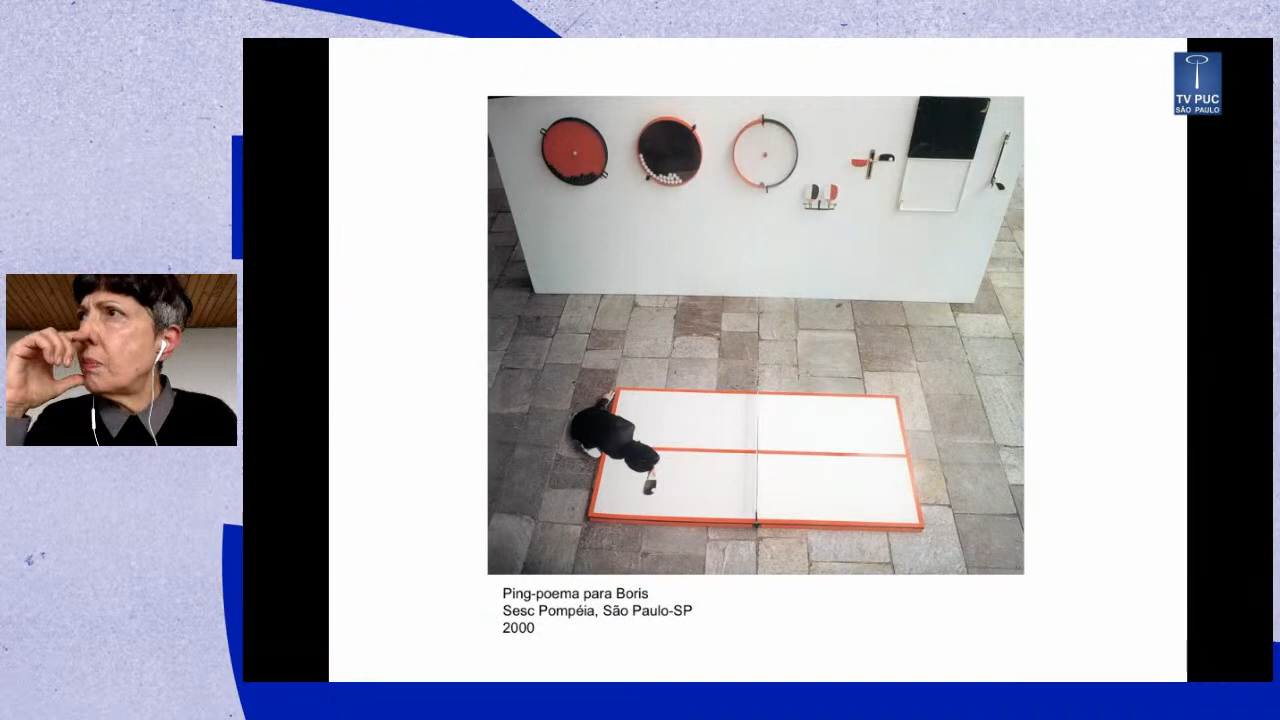 TV PUC
SÃO PAULO
Ping-poema para Boris
Sesc Pompéia, São Paulo-SP
2000